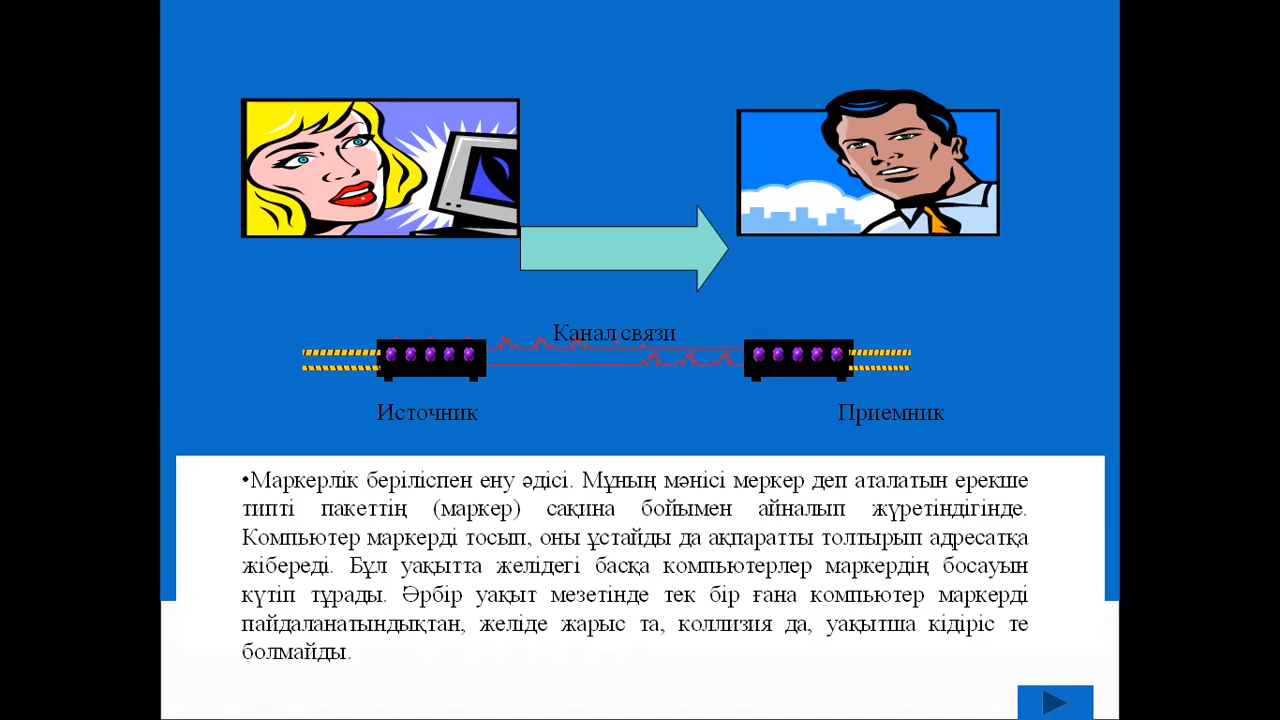 Канал связи
Источник
Приемник
•Маркерлік беріліспен ену әдісі. Мұның мәнісі меркер деп аталатын ерекше
типті пакеттің (маркер) сақина бойымен айналып жүретіндігінде.
Компьютер маркерді тосып, оны ұстайды да ақпаратты толтырып адресатқа
жібереді. Бұл уақытта желідегі басқа компьютерлер маркердің босауын
күтіп тұрады. Әрбір уақыт мезетінде тек бір ғана компьютер маркерді
пайдаланатындықтан, желіде жарыс та, коллизия да, уақытша кідіріс те
болмайды.